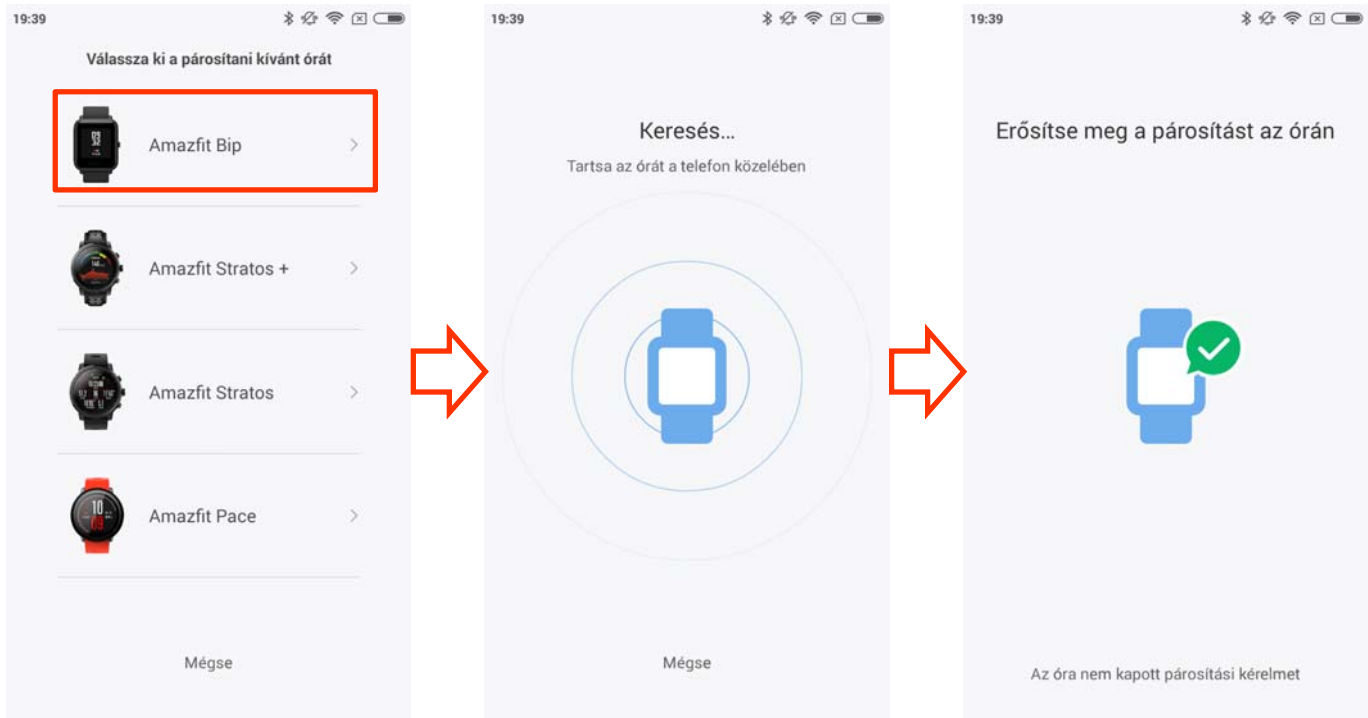 19:39
Válassza ki a párosítani kívánt órát
Amazfit Bip
Amazfit Stratos +
Amazfit Stratos
Amazfit Pace
Mégse
19:39
Keresés...
Tartsa az órát a telefon közelében
Mégse
19:39
Erősítse meg a párosítást az órán
Az óra nem kapott párosítási kérelmet